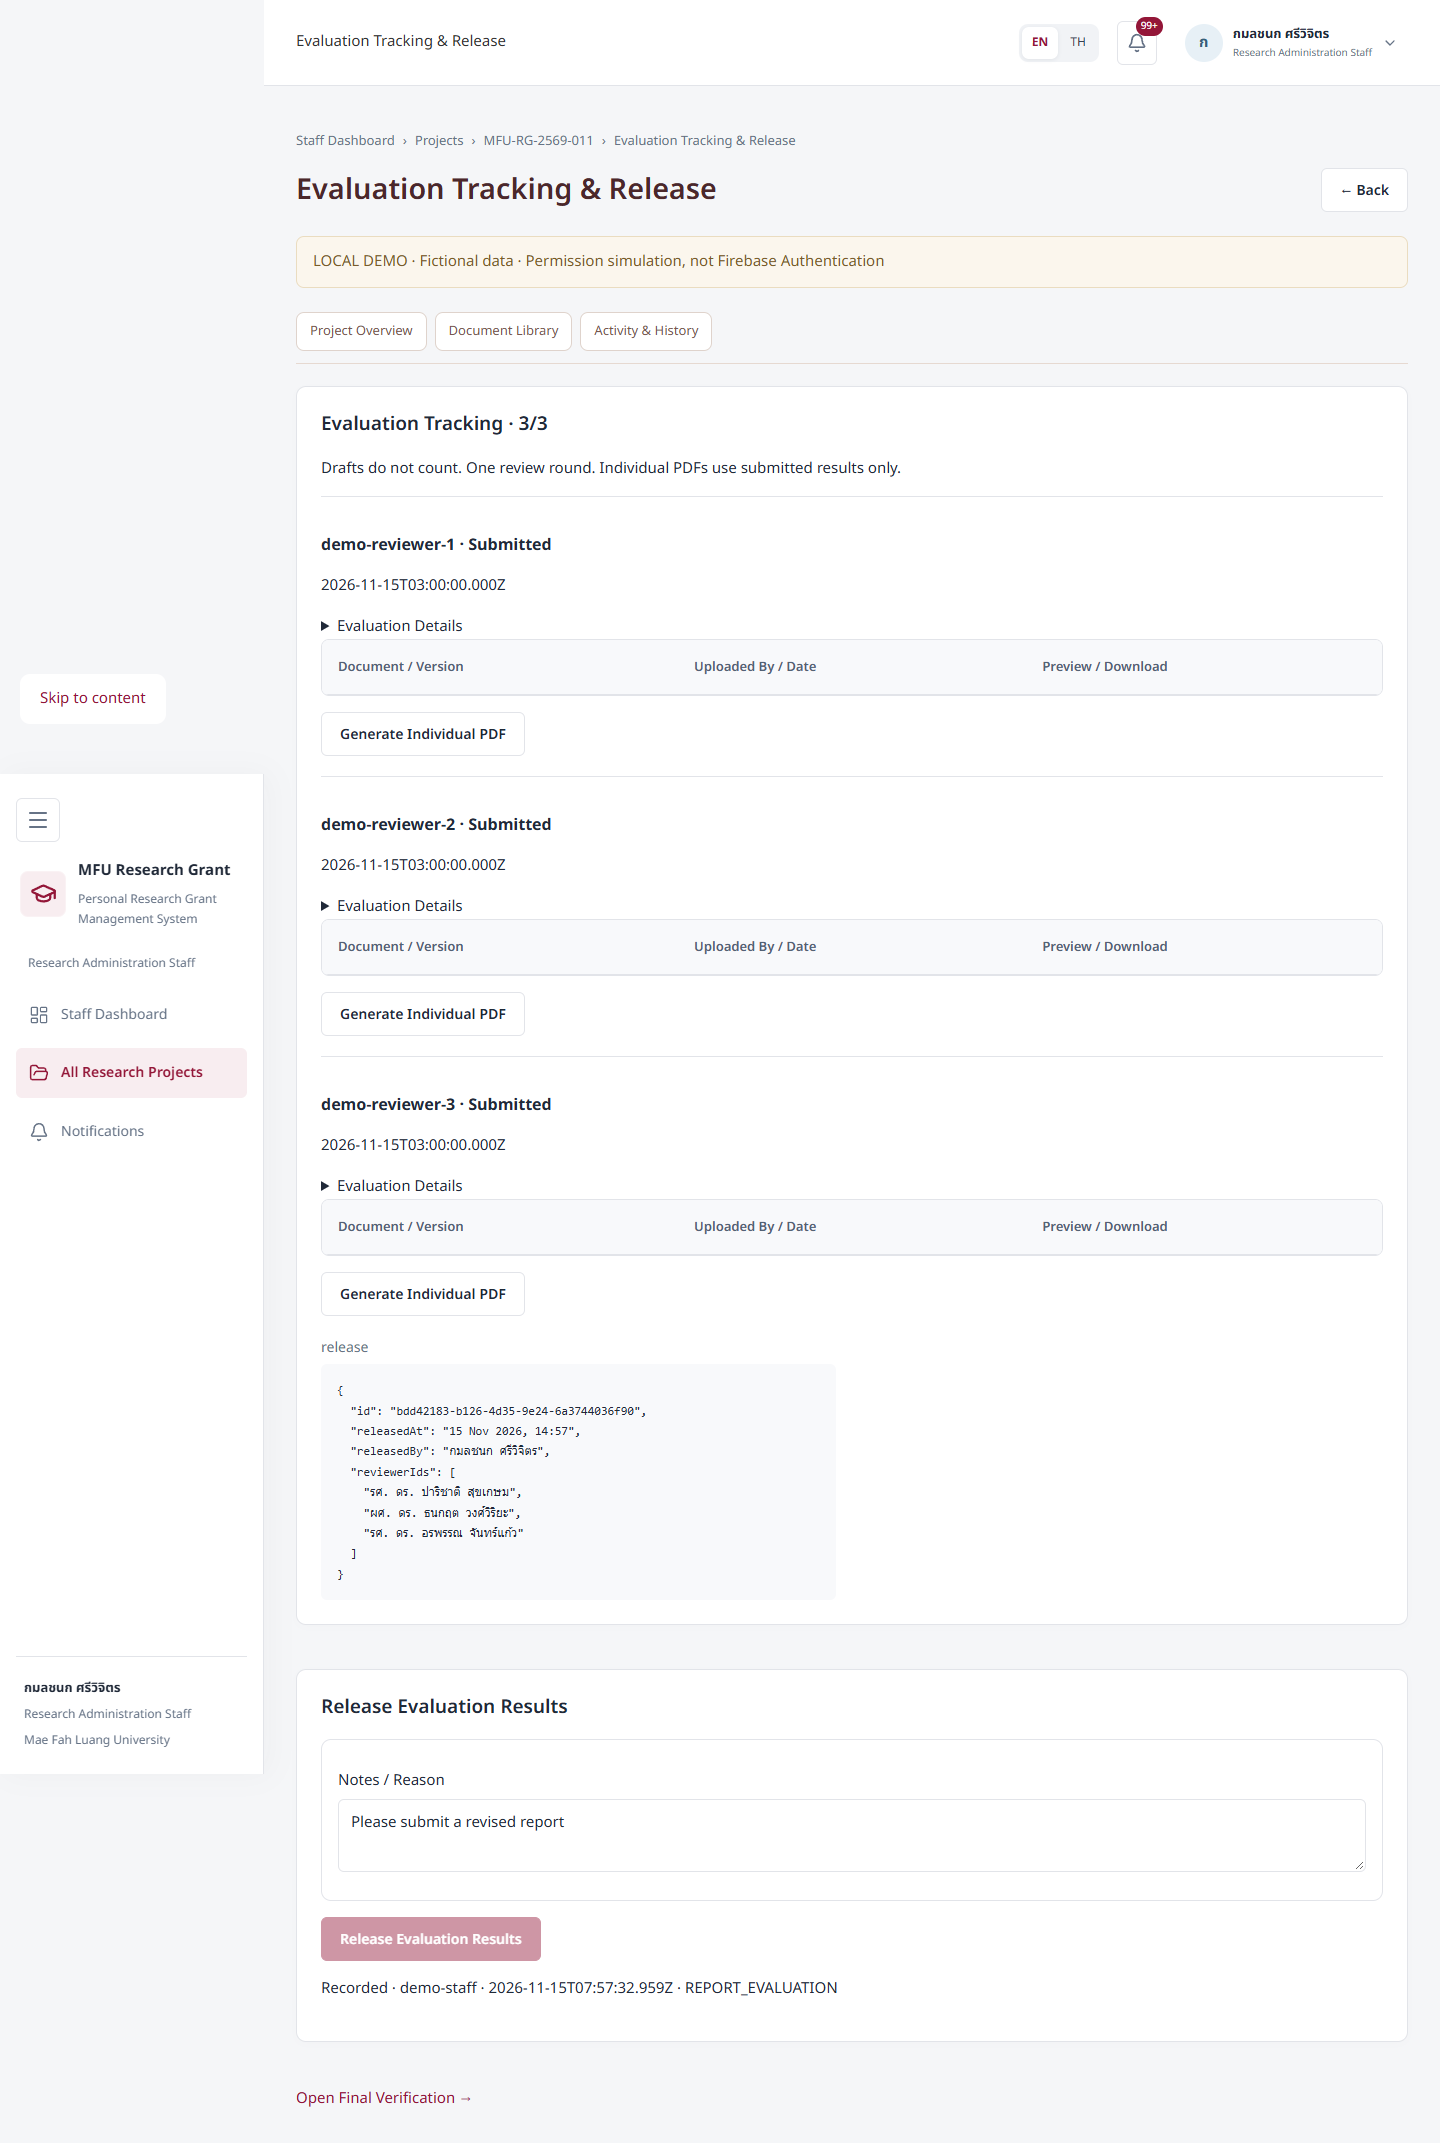 Evaluation Tracking & Release
EN TH
99+
ก
กมลชนก ศรีวิจิตร
Research Administration Staff
Staff Dashboard › Projects › MFU-RG-2569-011 › Evaluation Tracking & Release
Evaluation Tracking & Release
← Back
LOCAL DEMO · Fictional data · Permission simulation, not Firebase Authentication
Project Overview Document Library Activity & History
Evaluation Tracking · 3/3
Drafts do not count. One review round. Individual PDFs use submitted results only.
demo-reviewer-1 · Submitted
2026-11-15T03:00:00.000Z
▶ Evaluation Details
Document / Version Uploaded By / Date Preview / Download
Generate Individual PDF
demo-reviewer-2 · Submitted
2026-11-15T03:00:00.000Z
▶ Evaluation Details
Document / Version Uploaded By / Date Preview / Download
Generate Individual PDF
demo-reviewer-3 · Submitted
2026-11-15T03:00:00.000Z
▶ Evaluation Details
Document / Version Uploaded By / Date Preview / Download
Generate Individual PDF
release
{
"id": "bdd42183-b126-4d35-9e24-6a3744036f90",
"releasedAt": "15 Nov 2026, 14:57",
"releasedBy": "กมลชนก ศรีวิจิตร",
"reviewerIds": [
"รศ. ดร. ปาริชาติ สุขเกษม",
"ผศ. ดร. ธนกฤต วงศ์วิริยะ",
"รศ. ดร. อรพรรณ จันทร์แก้ว"
]
}
Release Evaluation Results
Notes / Reason
Please submit a revised report
Release Evaluation Results
Recorded · demo-staff · 2026-11-15T07:57:32.959Z · REPORT_EVALUATION
Open Final Verification →
Skip to content
MFU Research Grant
Personal Research Grant
Management System
Research Administration Staff
Staff Dashboard
All Research Projects
Notifications
กมลชนก ศรีวิจิตร
Research Administration Staff
Mae Fah Luang University